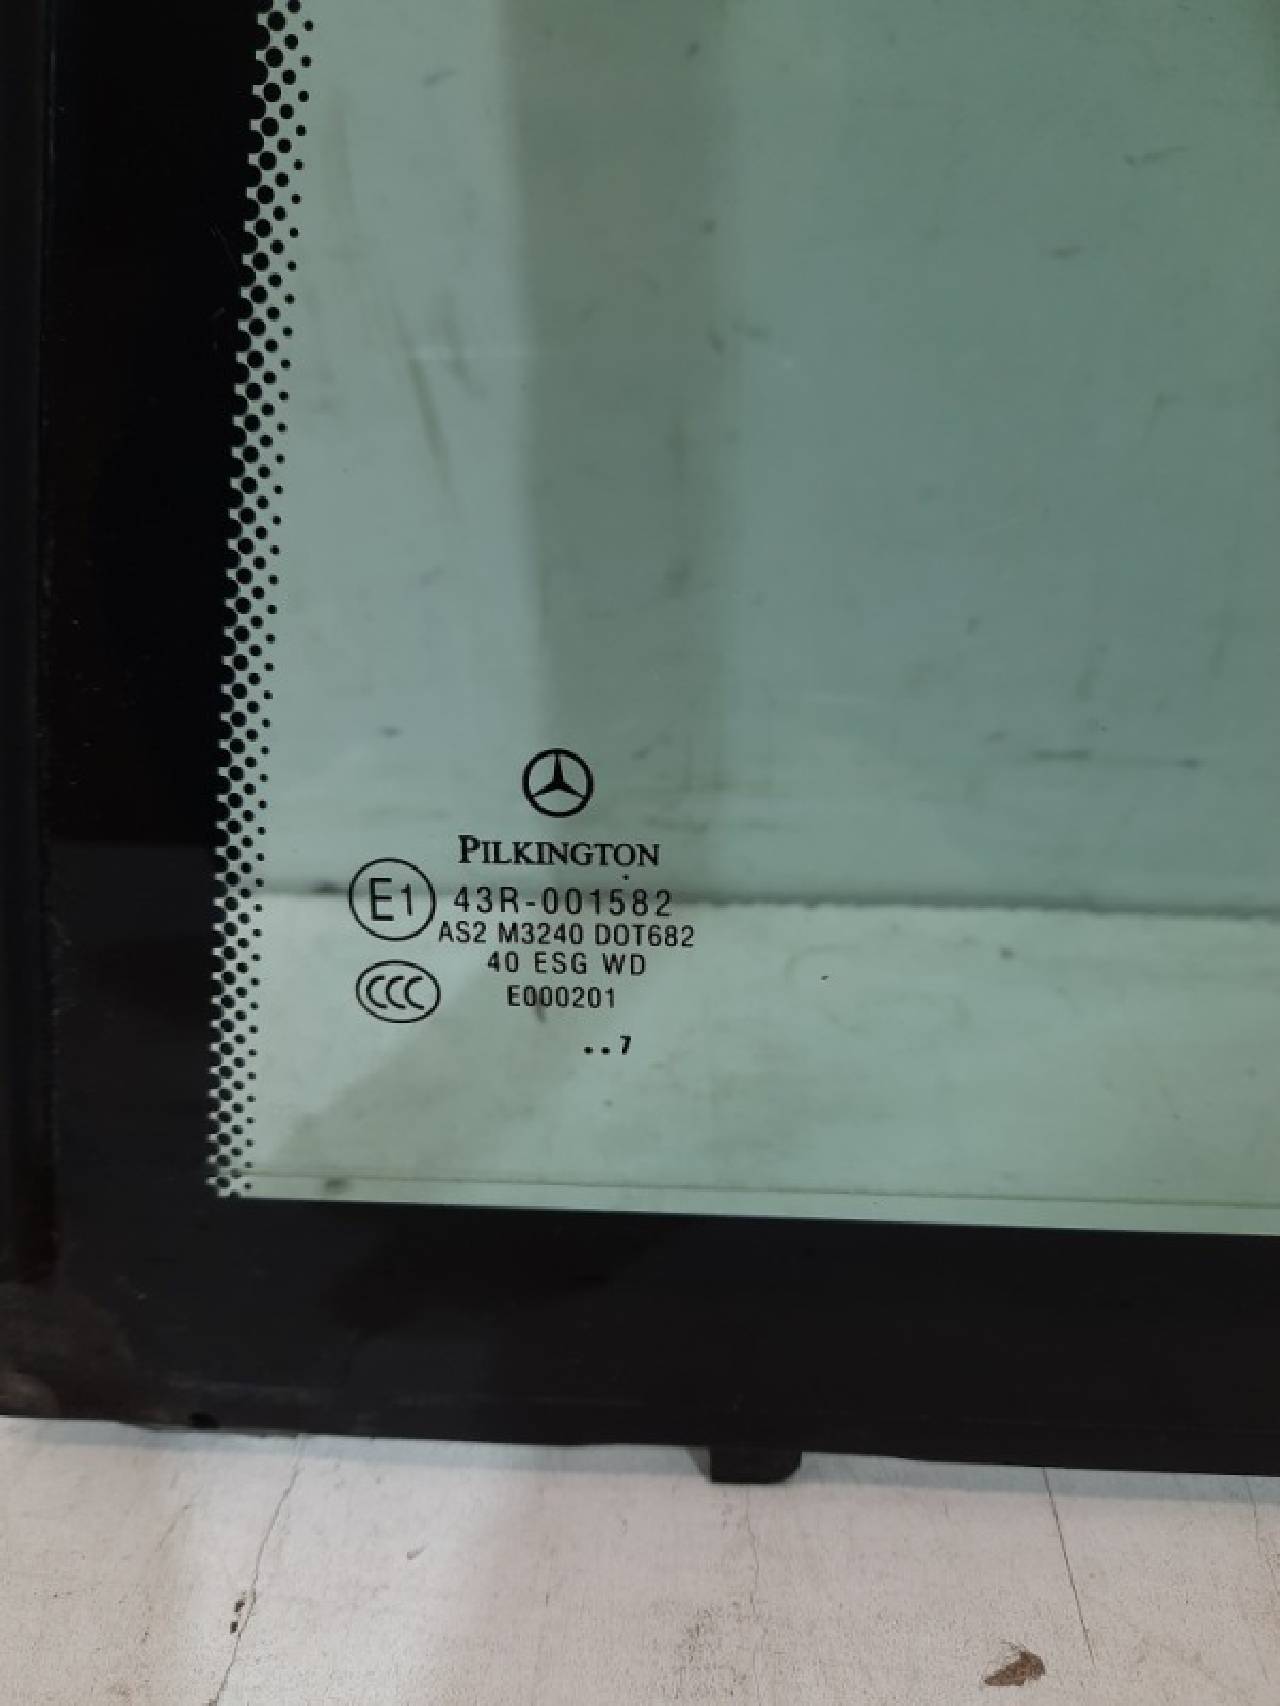 PILKINGTON
E1 43R-001582
AS2 M3240 DOT682
40 ESG WD
CCC E000201
..7